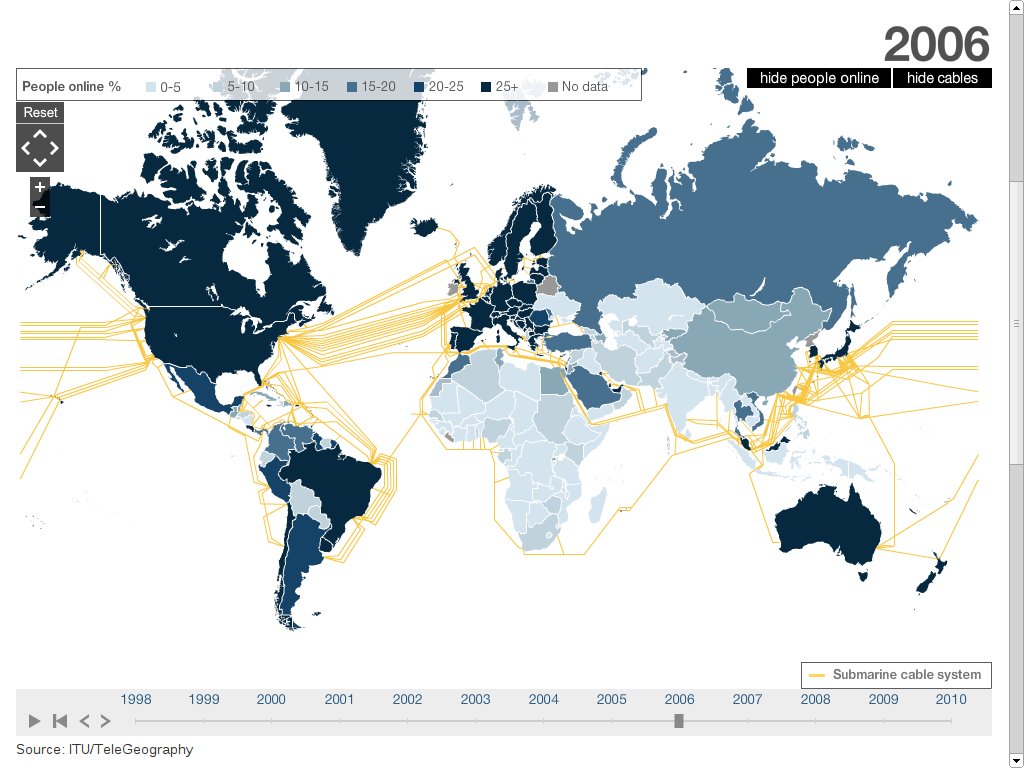 2006
hide people online hide cables
People online % 0-5 5-10 10-15 15-20 20-25 25+ No data
Reset
+
−
Submarine cable system
1998 1999 2000 2001 2002 2003 2004 2005 2006 2007 2008 2009 2010
Source: ITU/TeleGeography